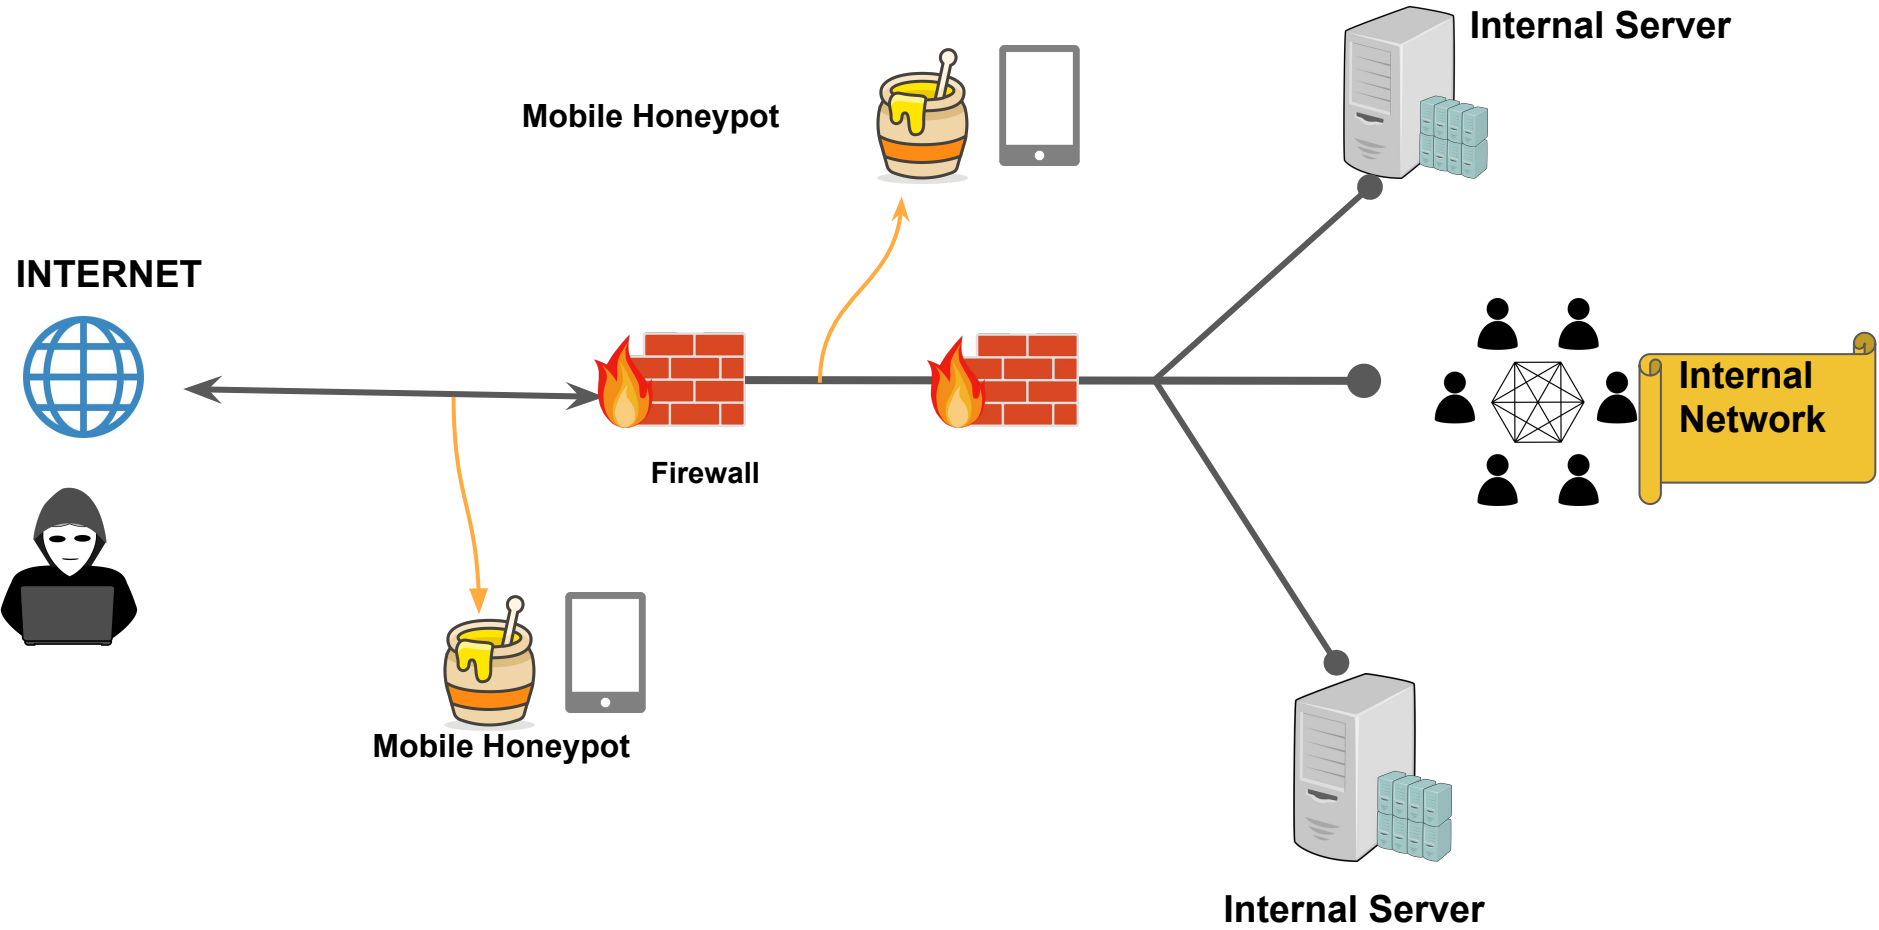 Internal Server
Mobile Honeypot
INTERNET
Internal
Network
Firewall
Mobile Honeypot
Internal Server